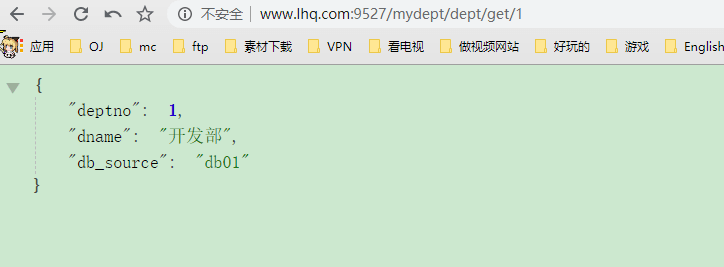 不安全 | www.lhq.com:9527/mydept/dept/get/1
应用 OJ mc ftp 素材下载 VPN 看电视 做视频网站 好玩的 游戏 English
{
"deptno": 1,
"dname": "开发部",
"db_source": "db01"
}